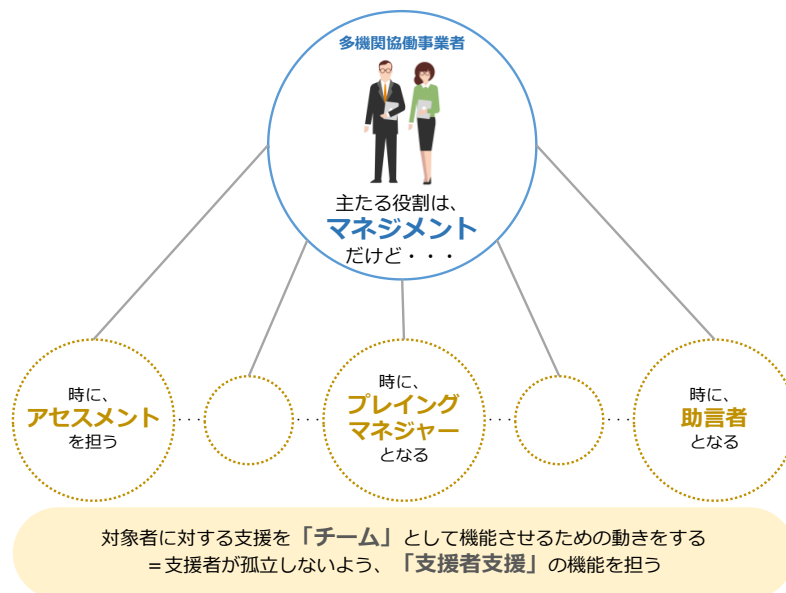 多機関協働事業者
主たる役割は、
マネジメント
だけど・・・
時に、
アセスメント
を担う
・・・
・・・
時に、
プレイング
マネジャー
となる
・・・
・・・
時に、
助言者
となる
対象者に対する支援を「チーム」として機能させるための動きをする
＝支援者が孤立しないよう、「支援者支援」の機能を担う